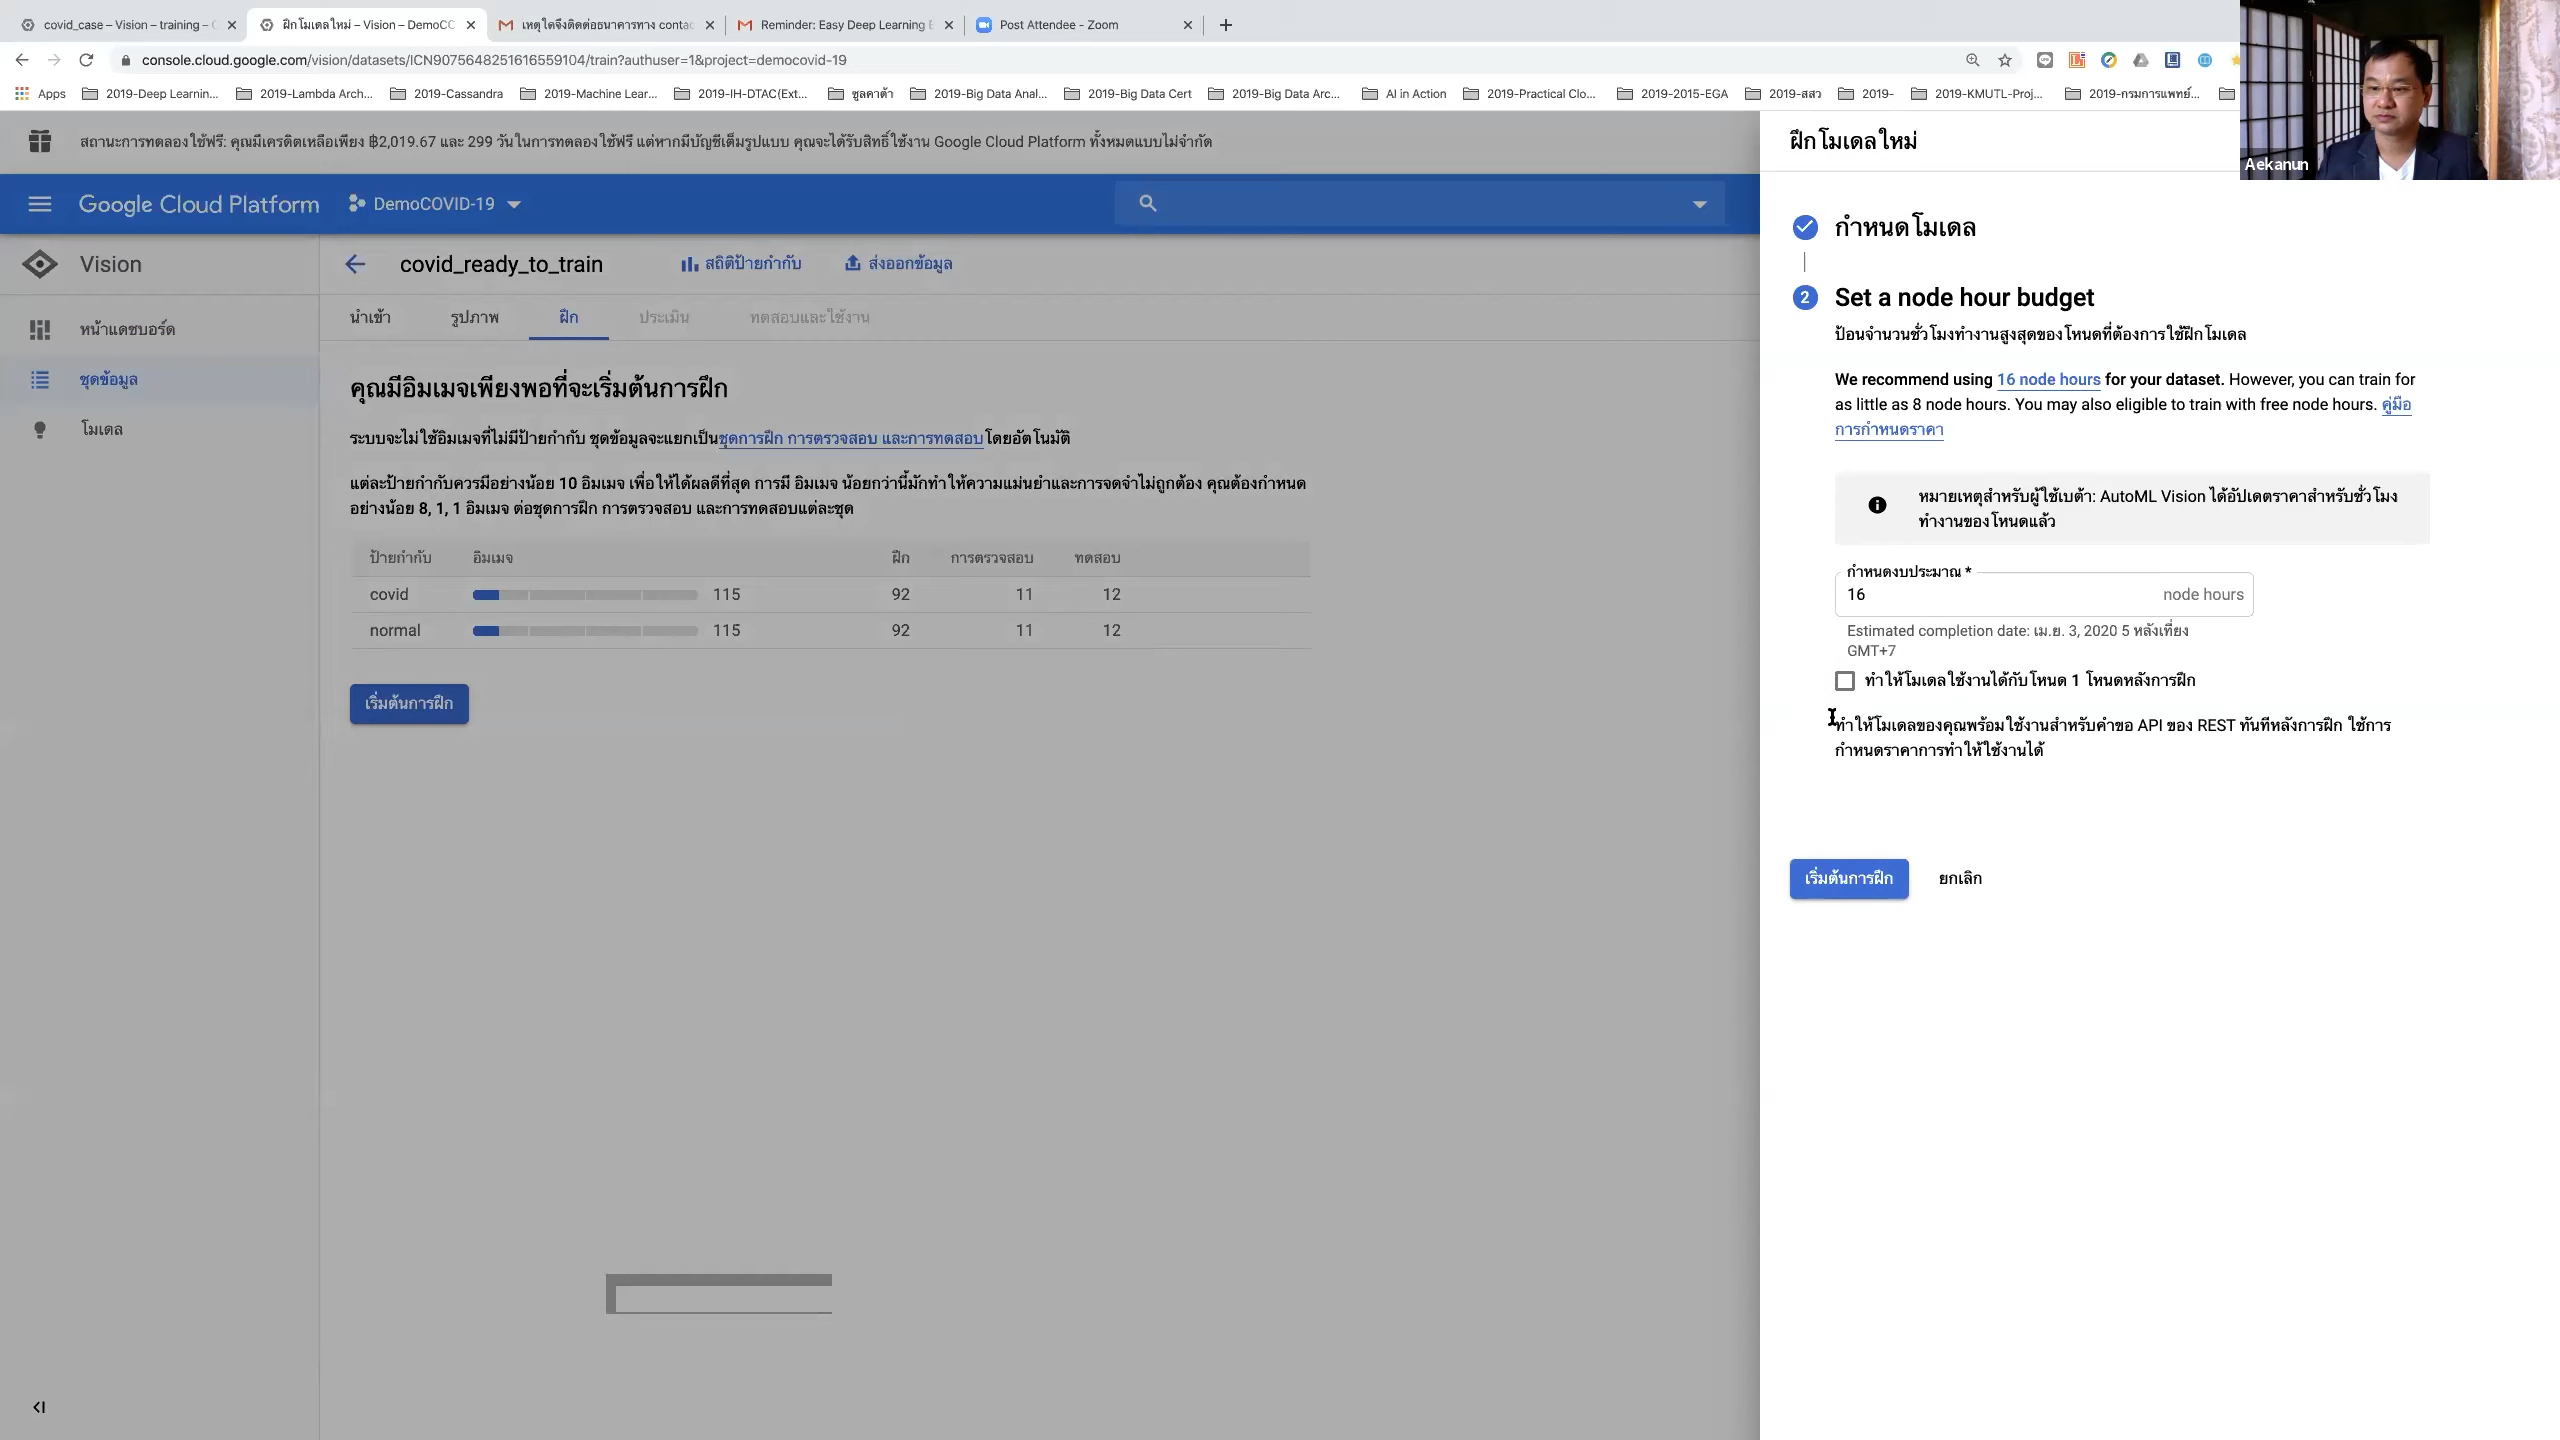 covid_case – Vision – training –
ฝึกโมเดลใหม่ – Vision – DemoCC
เหตุใดจึงติดต่อธนาคารทาง contac
Reminder: Easy Deep Learning
Post Attendee - Zoom
console.cloud.google.com/vision/datasets/ICN9075648251616559104/train?authuser=1&project=democovid-19
Apps
2019-Deep Learnin...
2019-Lambda Arch...
2019-Cassandra
2019-Machine Lear...
2019-IH-DTAC(Ext...
ซูลคาต้า
2019-Big Data Anal...
2019-Big Data Cert
2019-Big Data Arc...
AI in Action
2019-Practical Clo...
2019-2015-EGA
2019-สสว
2019-
2019-KMUTL-Proj...
2019-กรมการแพทย์...
Aekanun
สถานะการทดลองใช้ฟรี: คุณมีเครดิตเหลือเพียง ฿2,019.67 และ 299 วันในการทดลองใช้ฟรี แต่หากมีบัญชีเต็มรูปแบบ คุณจะได้รับสิทธิ์ใช้งาน Google Cloud Platform ทั้งหมดแบบไม่จำกัด
Google Cloud Platform
DemoCOVID-19
Vision
หน้าแดชบอร์ด
ชุดข้อมูล
โมเดล
covid_ready_to_train
สถิติป้ายกำกับ
ส่งออกข้อมูล
นำเข้า
รูปภาพ
ฝึก
ประเมิน
ทดสอบและใช้งาน
คุณมีอิมเมจเพียงพอที่จะเริ่มต้นการฝึก
ระบบจะไม่ใช้อิมเมจที่ไม่มีป้ายกำกับ ชุดข้อมูลจะแยกเป็นชุดการฝึก การตรวจสอบ และการทดสอบโดยอัตโนมัติ
แต่ละป้ายกำกับควรมีอย่างน้อย 10 อิมเมจ เพื่อให้ได้ผลดีที่สุด การมี อิมเมจ น้อยกว่านี้มักทำให้ความแม่นยำและการจดจำไม่ถูกต้อง คุณต้องกำหนด
อย่างน้อย 8, 1, 1 อิมเมจ ต่อชุดการฝึก การตรวจสอบ และการทดสอบแต่ละชุด
ป้ายกำกับ อิมเมจ ฝึก การตรวจสอบ ทดสอบ
covid 115 92 11 12
normal 115 92 11 12
เริ่มต้นการฝึก
ฝึกโมเดลใหม่
กำหนดโมเดล
2 Set a node hour budget
ป้อนจำนวนชั่วโมงทำงานสูงสุดของโหนดที่ต้องการใช้ฝึกโมเดล
We recommend using 16 node hours for your dataset. However, you can train for
as little as 8 node hours. You may also eligible to train with free node hours. คู่มือ
การกำหนดราคา
หมายเหตุสำหรับผู้ใช้เบต้า: AutoML Vision ได้อัปเดตราคาสำหรับชั่วโมง
ทำงานของโหนดแล้ว
กำหนดงบประมาณ *
16 node hours
Estimated completion date: เม.ย. 3, 2020 5 หลังเที่ยง
GMT+7
ทำให้โมเดลใช้งานได้กับโหนด 1 โหนดหลังการฝึก
ทำให้โมเดลของคุณพร้อมใช้งานสำหรับคำขอ API ของ REST ทันทีหลังการฝึก ใช้การ
กำหนดราคาการทำให้ใช้งานได้
เริ่มต้นการฝึก
ยกเลิก